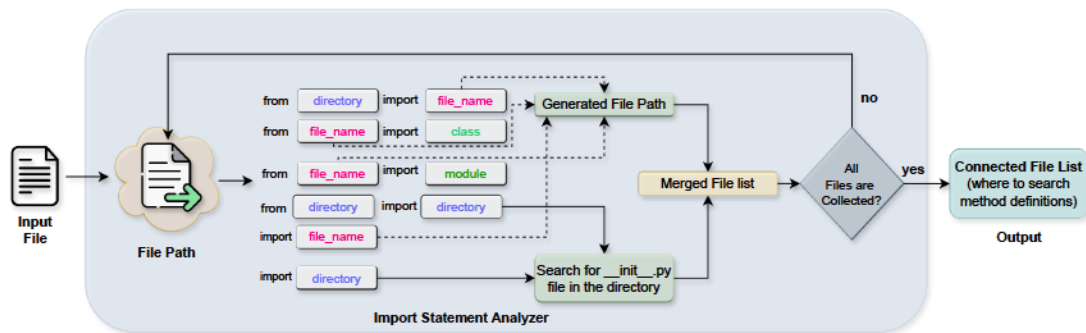 no
from directory import file_name
Generated File Path
from file_name import class
All
Files are
Collected?
yes
Connected File List
(where to search
method definitions)
from file_name import module
Merged File list
from directory import directory
Input
File
Output
import file_name
File Path
import directory
Search for __init__.py
file in the directory
Import Statement Analyzer